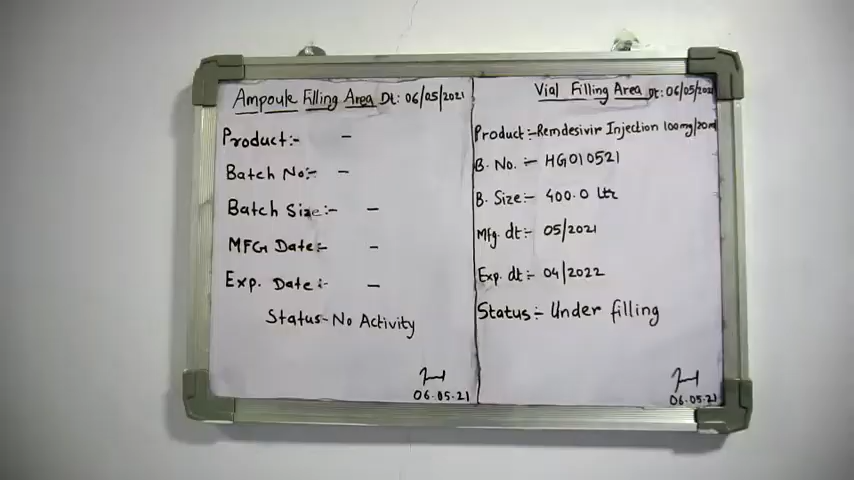 Ampoule Filling Area Dt: 06/05/2021
Product:- -
Batch No:- -
Batch Size:- -
MFG Date:- -
Exp. Date:- -
Status- No Activity
06.05.21
Vial Filling Area Dt: 06/05/2021
Product:- Remdesivir Injection 100mg/20ml
B. No. :- HG010521
B. Size:- 400.0 ltr
Mfg. dt:- 05/2021
Exp. dt:- 04/2022
Status:- Under filling
06.05.21